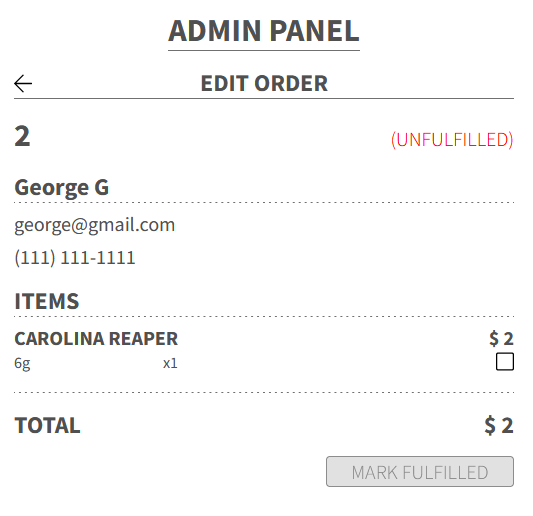 ADMIN PANEL
EDIT ORDER
2 (UNFULFILLED)
George G
george@gmail.com
(111) 111-1111
ITEMS
CAROLINA REAPER $ 2
6g x1
TOTAL $ 2
MARK FULFILLED